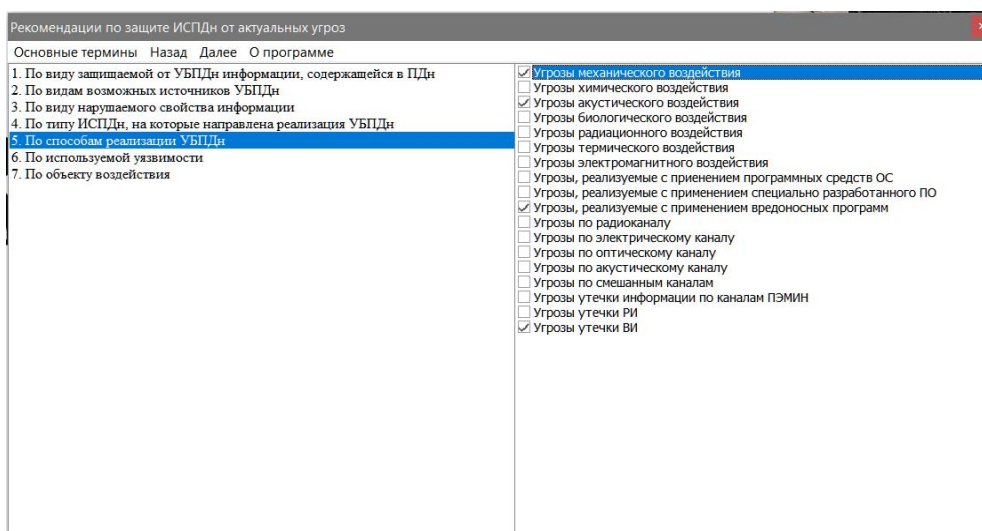 Рекомендации по защите ИСПДн от актуальных угроз
Основные термины Назад Далее О программе
1. По виду защищаемой от УБПДн информации, содержащейся в ПДн
2. По видам возможных источников УБПДн
3. По виду нарушаемого свойства информации
4. По типу ИСПДн, на которые направлена реализация УБПДн
5. По способам реализации УБПДн
6. По используемой уязвимости
7. По объекту воздействия
Угрозы механического воздействия
Угрозы химического воздействия
Угрозы акустического воздействия
Угрозы биологического воздействия
Угрозы радиационного воздействия
Угрозы термического воздействия
Угрозы электромагнитного воздействия
Угрозы, реализуемые с приенением программных средств ОС
Угрозы, реализуемые с применением специально разработанного ПО
Угрозы, реализуемые с применением вредоносных программ
Угрозы по радиоканалу
Угрозы по электрическому каналу
Угрозы по оптическому каналу
Угрозы по акустическому каналу
Угрозы по смешанным каналам
Угрозы утечки информации по каналам ПЭМИН
Угрозы утечки РИ
Угрозы утечки ВИ